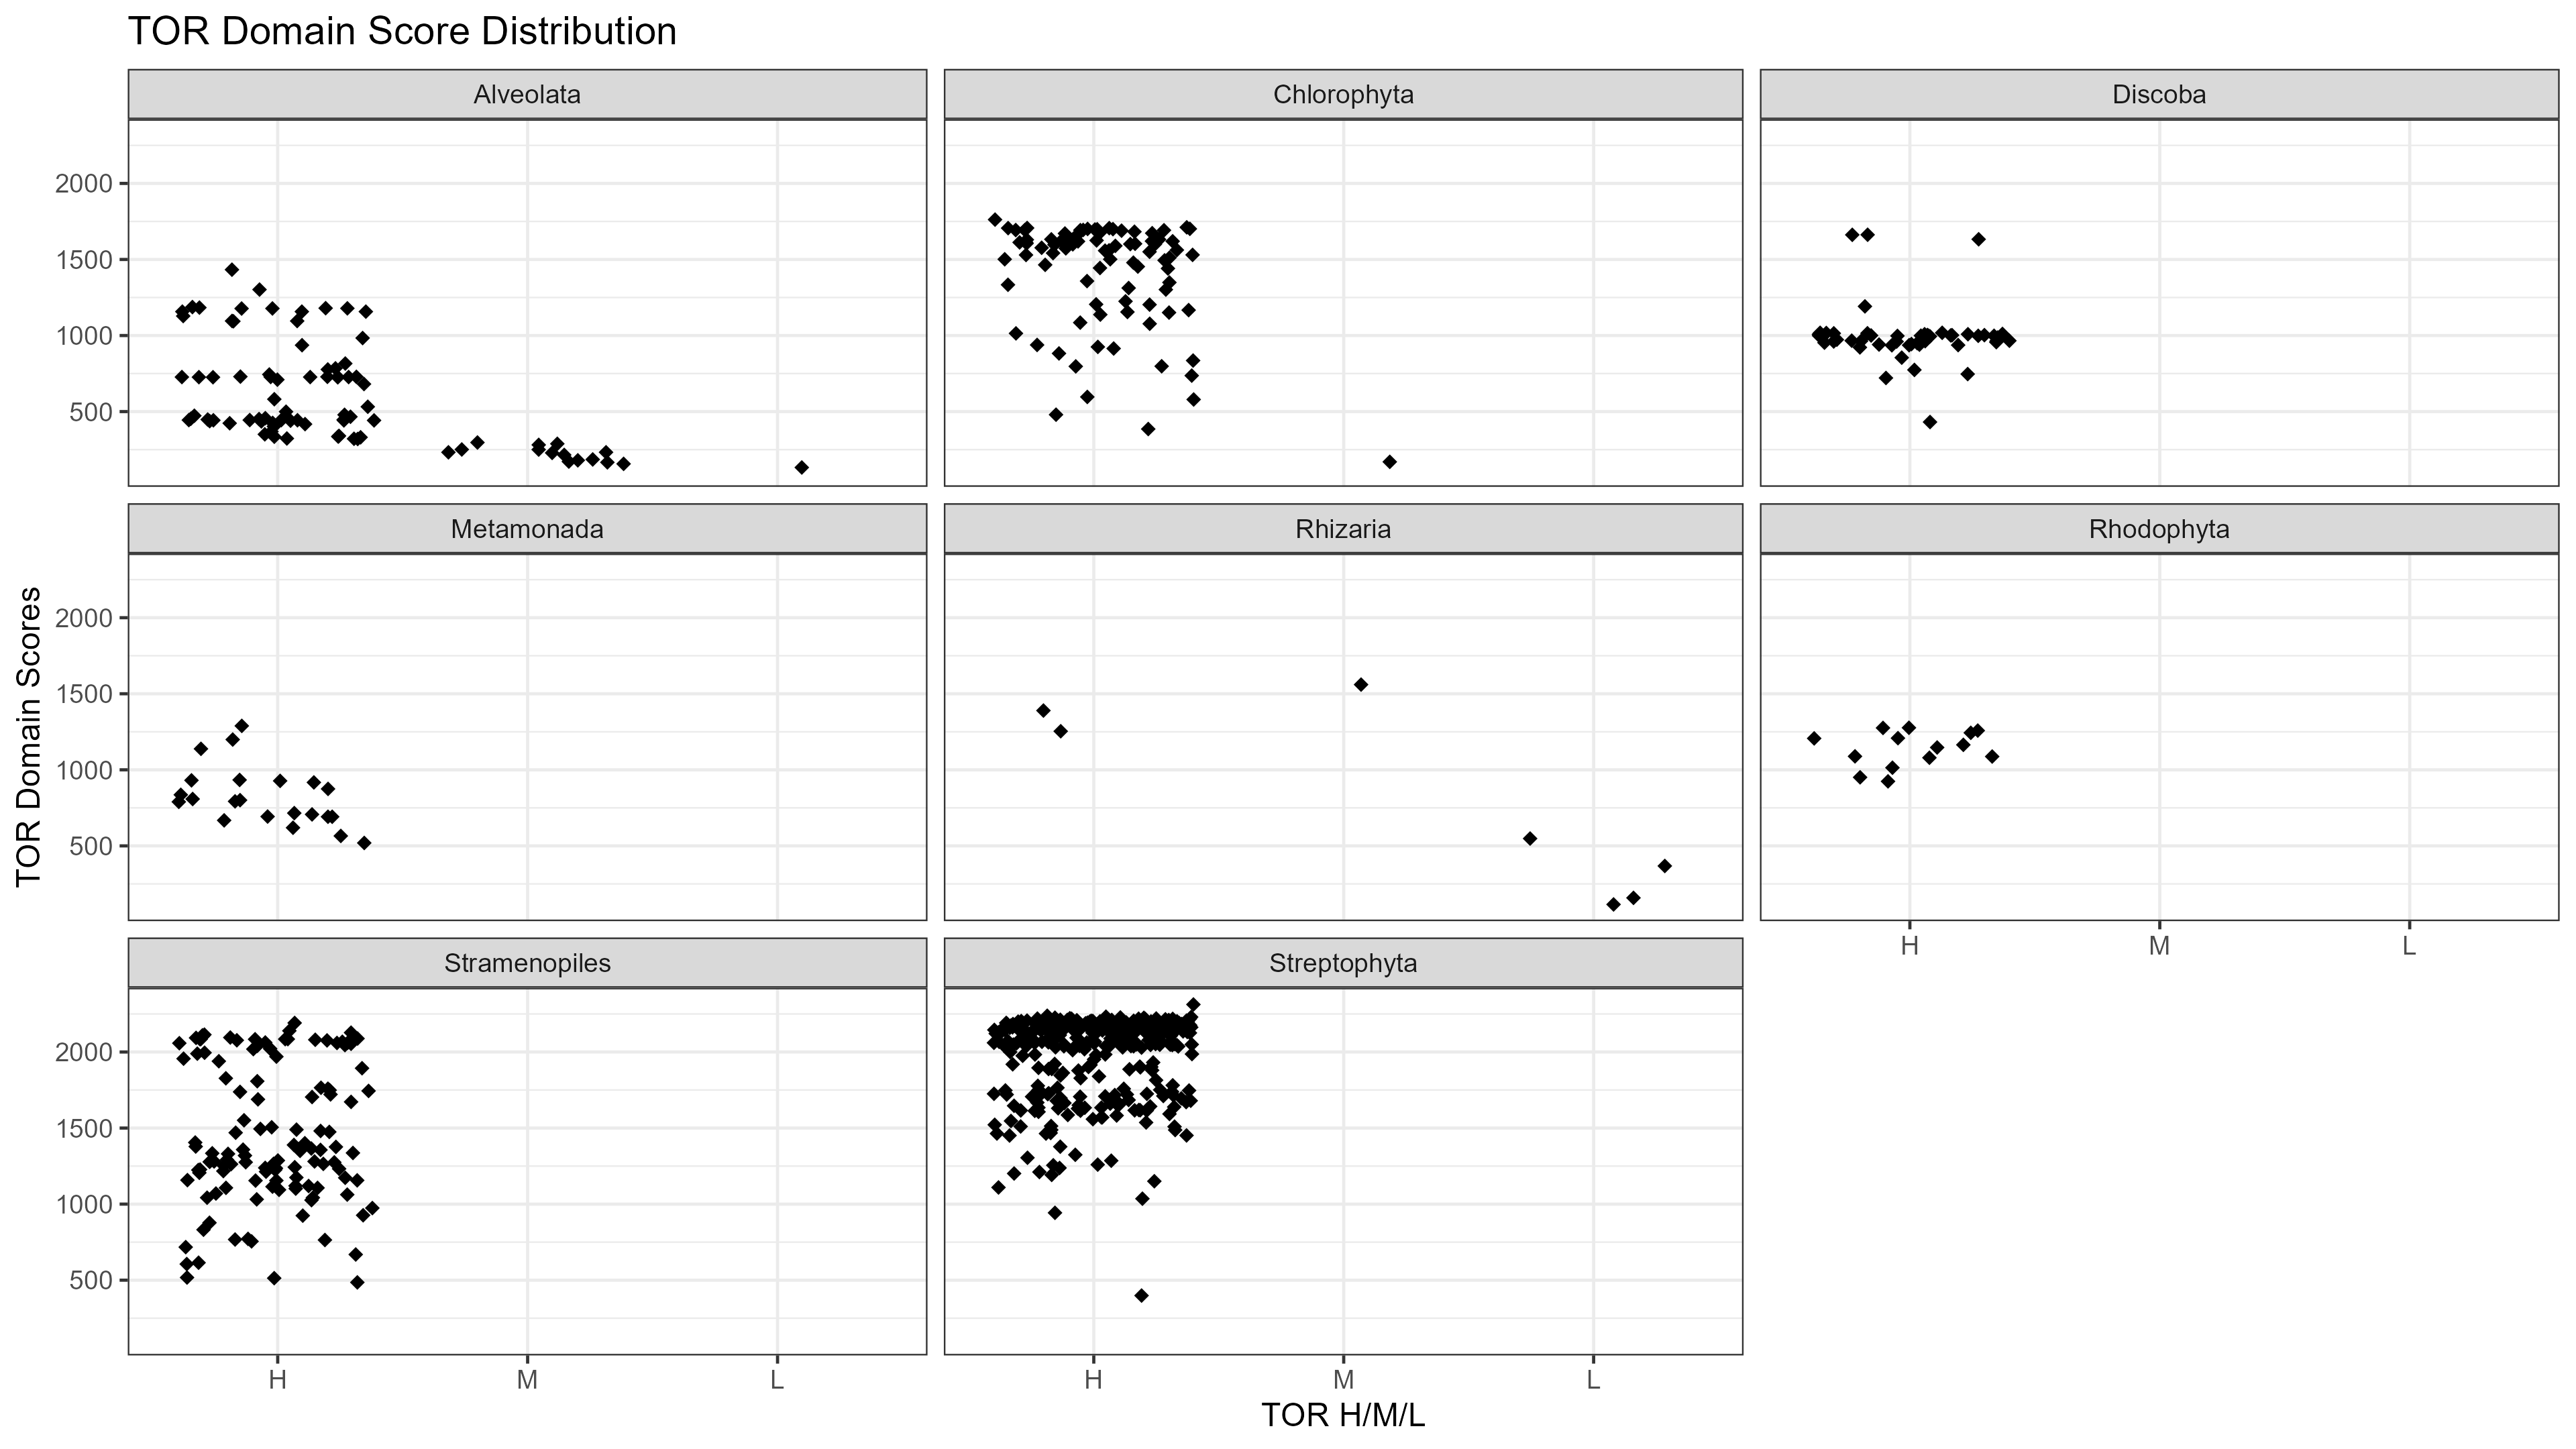 TOR Domain Score Distribution
Alveolata
Chlorophyta
Discoba
2000
1500
1000
500
Metamonada
Rhizaria
Rhodophyta
2000
1500
1000
500
H M L
Stramenopiles
Streptophyta
2000
1500
1000
500
H M L
H M L
TOR H/M/L
TOR Domain Scores